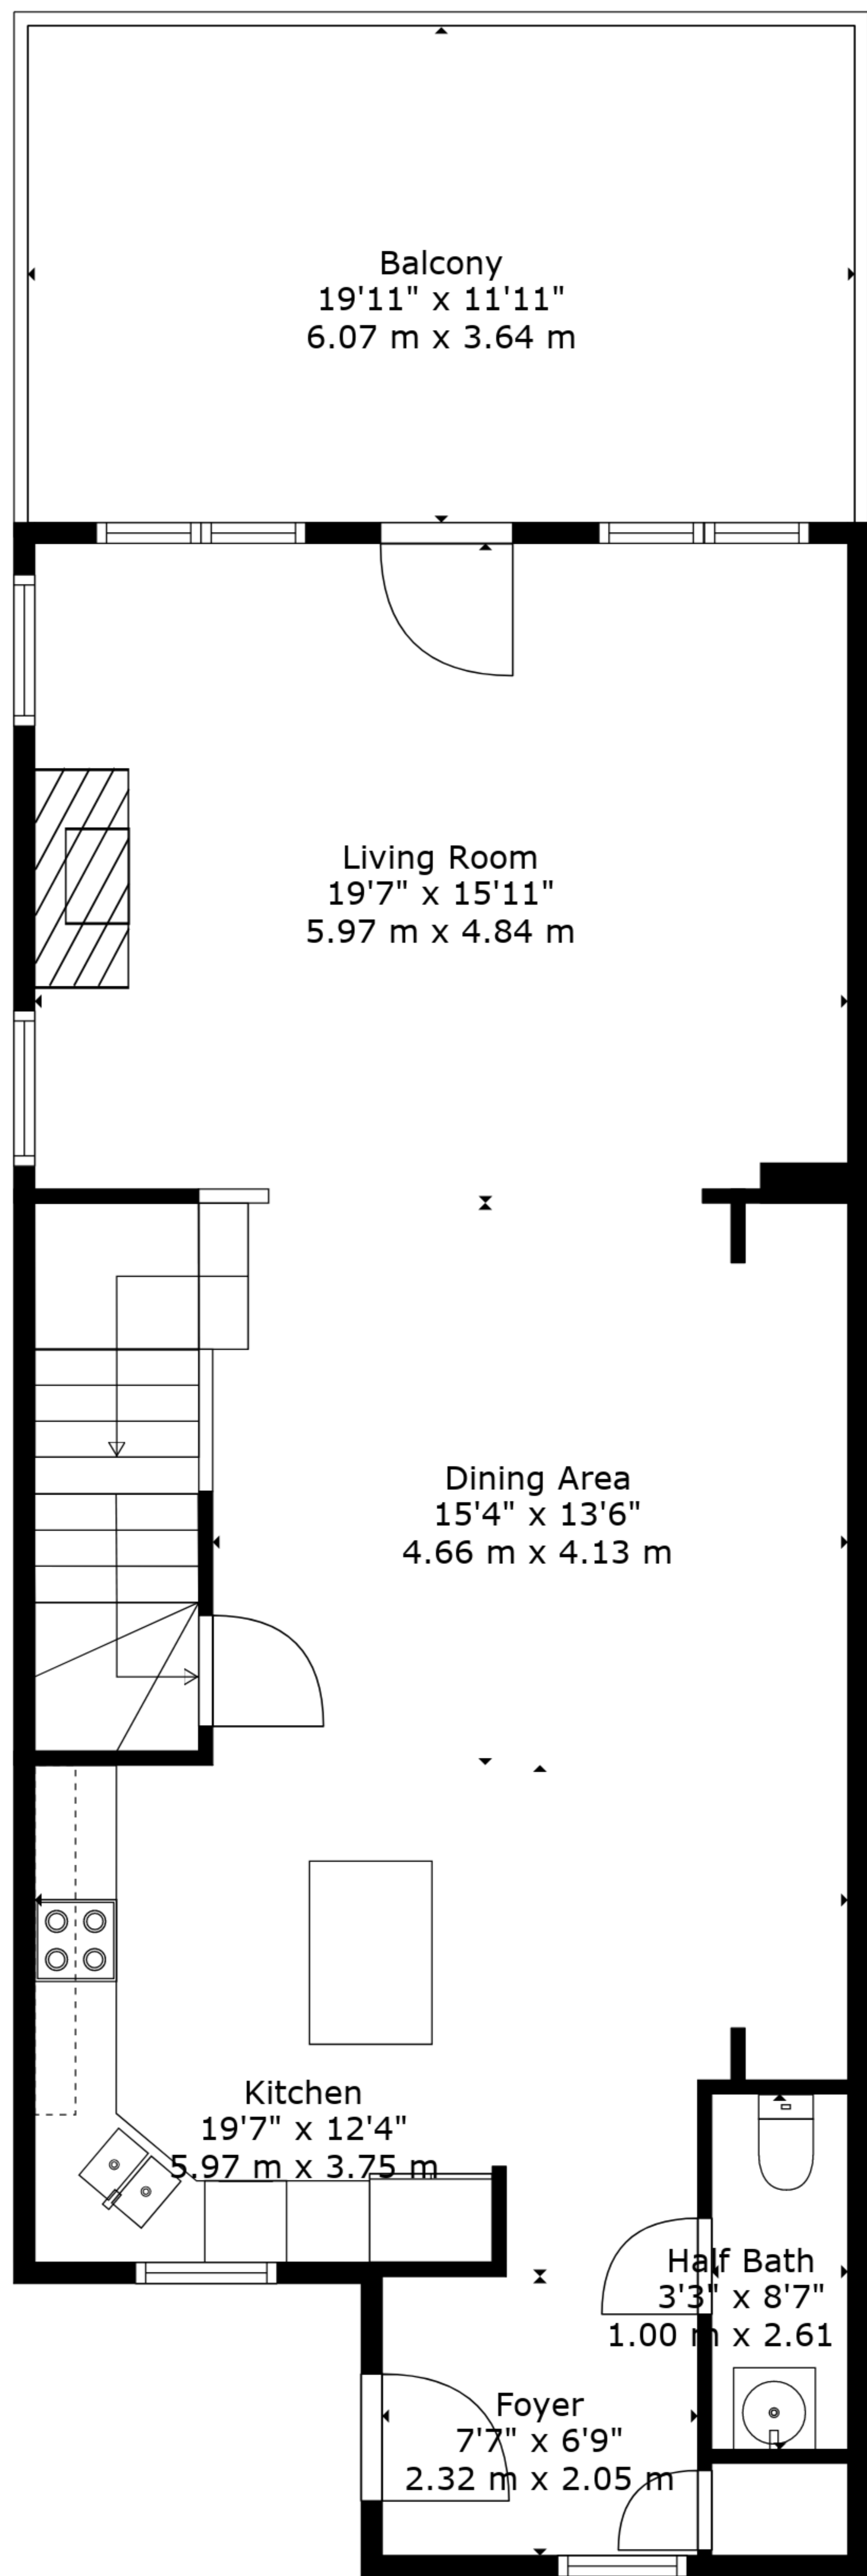 Balcony
19'11" x 11'11"
6.07 m x 3.64 m
Living Room
19'7" x 15'11"
5.97 m x 4.84 m
Dining Area
15'4" x 13'6"
4.66 m x 4.13 m
Kitchen
19'7" x 12'4"
5.97 m x 3.75 m
Half Bath
3'3" x 8'7"
1.00 m x 2.61
Foyer
7'7" x 6'9"
2.32 m x 2.05 m